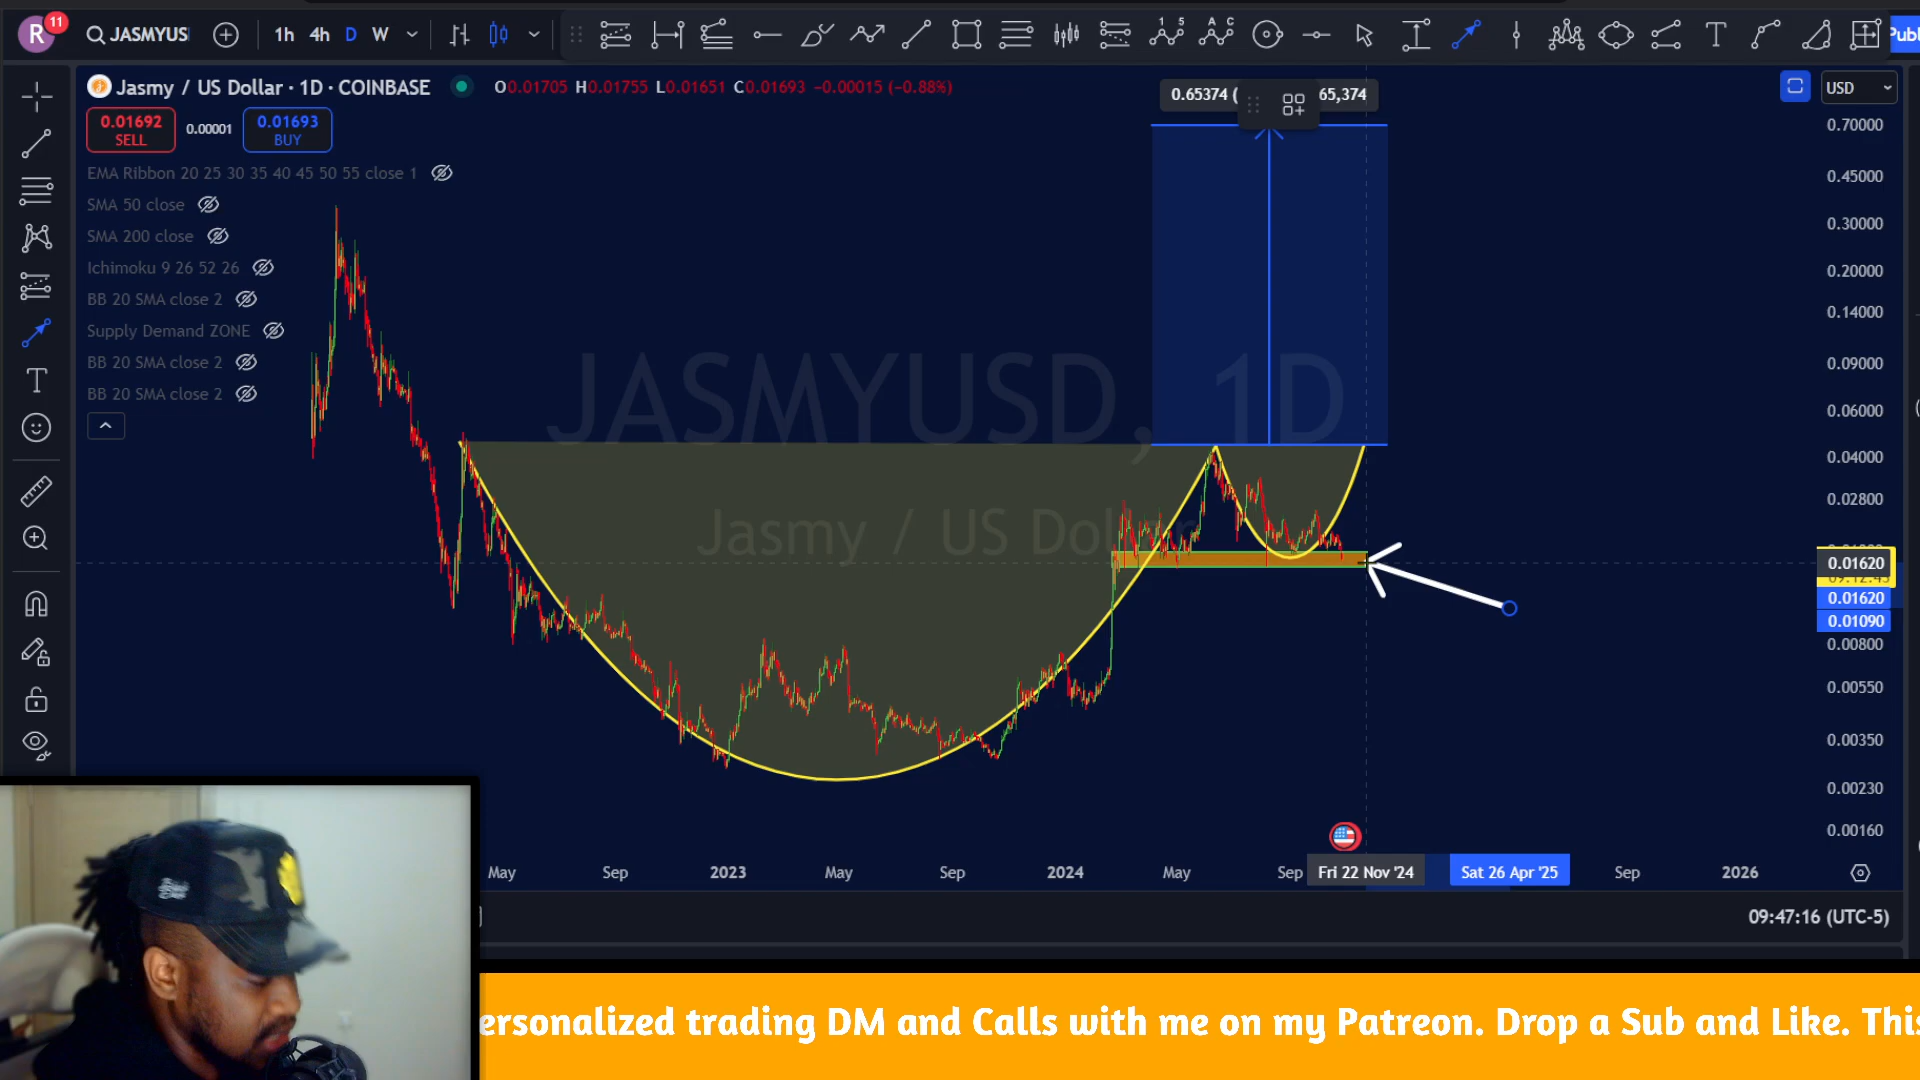 R
11
JASMYUS
1h 4h D W
Publ
Jasmy / US Dollar · 1D · COINBASE
O0.01705 H0.01755 L0.01651 C0.01693 −0.00015 (−0.88%)
0.01692
SELL
0.00001
0.01693
BUY
EMA Ribbon 20 25 30 35 40 45 50 55 close 1
SMA 50 close
SMA 200 close
Ichimoku 9 26 52 26
BB 20 SMA close 2
Supply Demand ZONE
BB 20 SMA close 2
BB 20 SMA close 2
0.65374 (
65,374
USD
0.70000
0.45000
0.30000
0.20000
0.14000
0.09000
0.06000
0.04000
0.02800
0.01620
09:12:43
0.01620
0.01090
0.00800
0.00550
0.00350
0.00230
0.00160
JASMYUSD, 1D
Jasmy / US Dollar
May Sep 2023 May Sep 2024 May Sep Fri 22 Nov '24 Sat 26 Apr '25 Sep 2026
09:47:16 (UTC-5)
ersonalized trading DM and Calls with me on my Patreon. Drop a Sub and Like. This